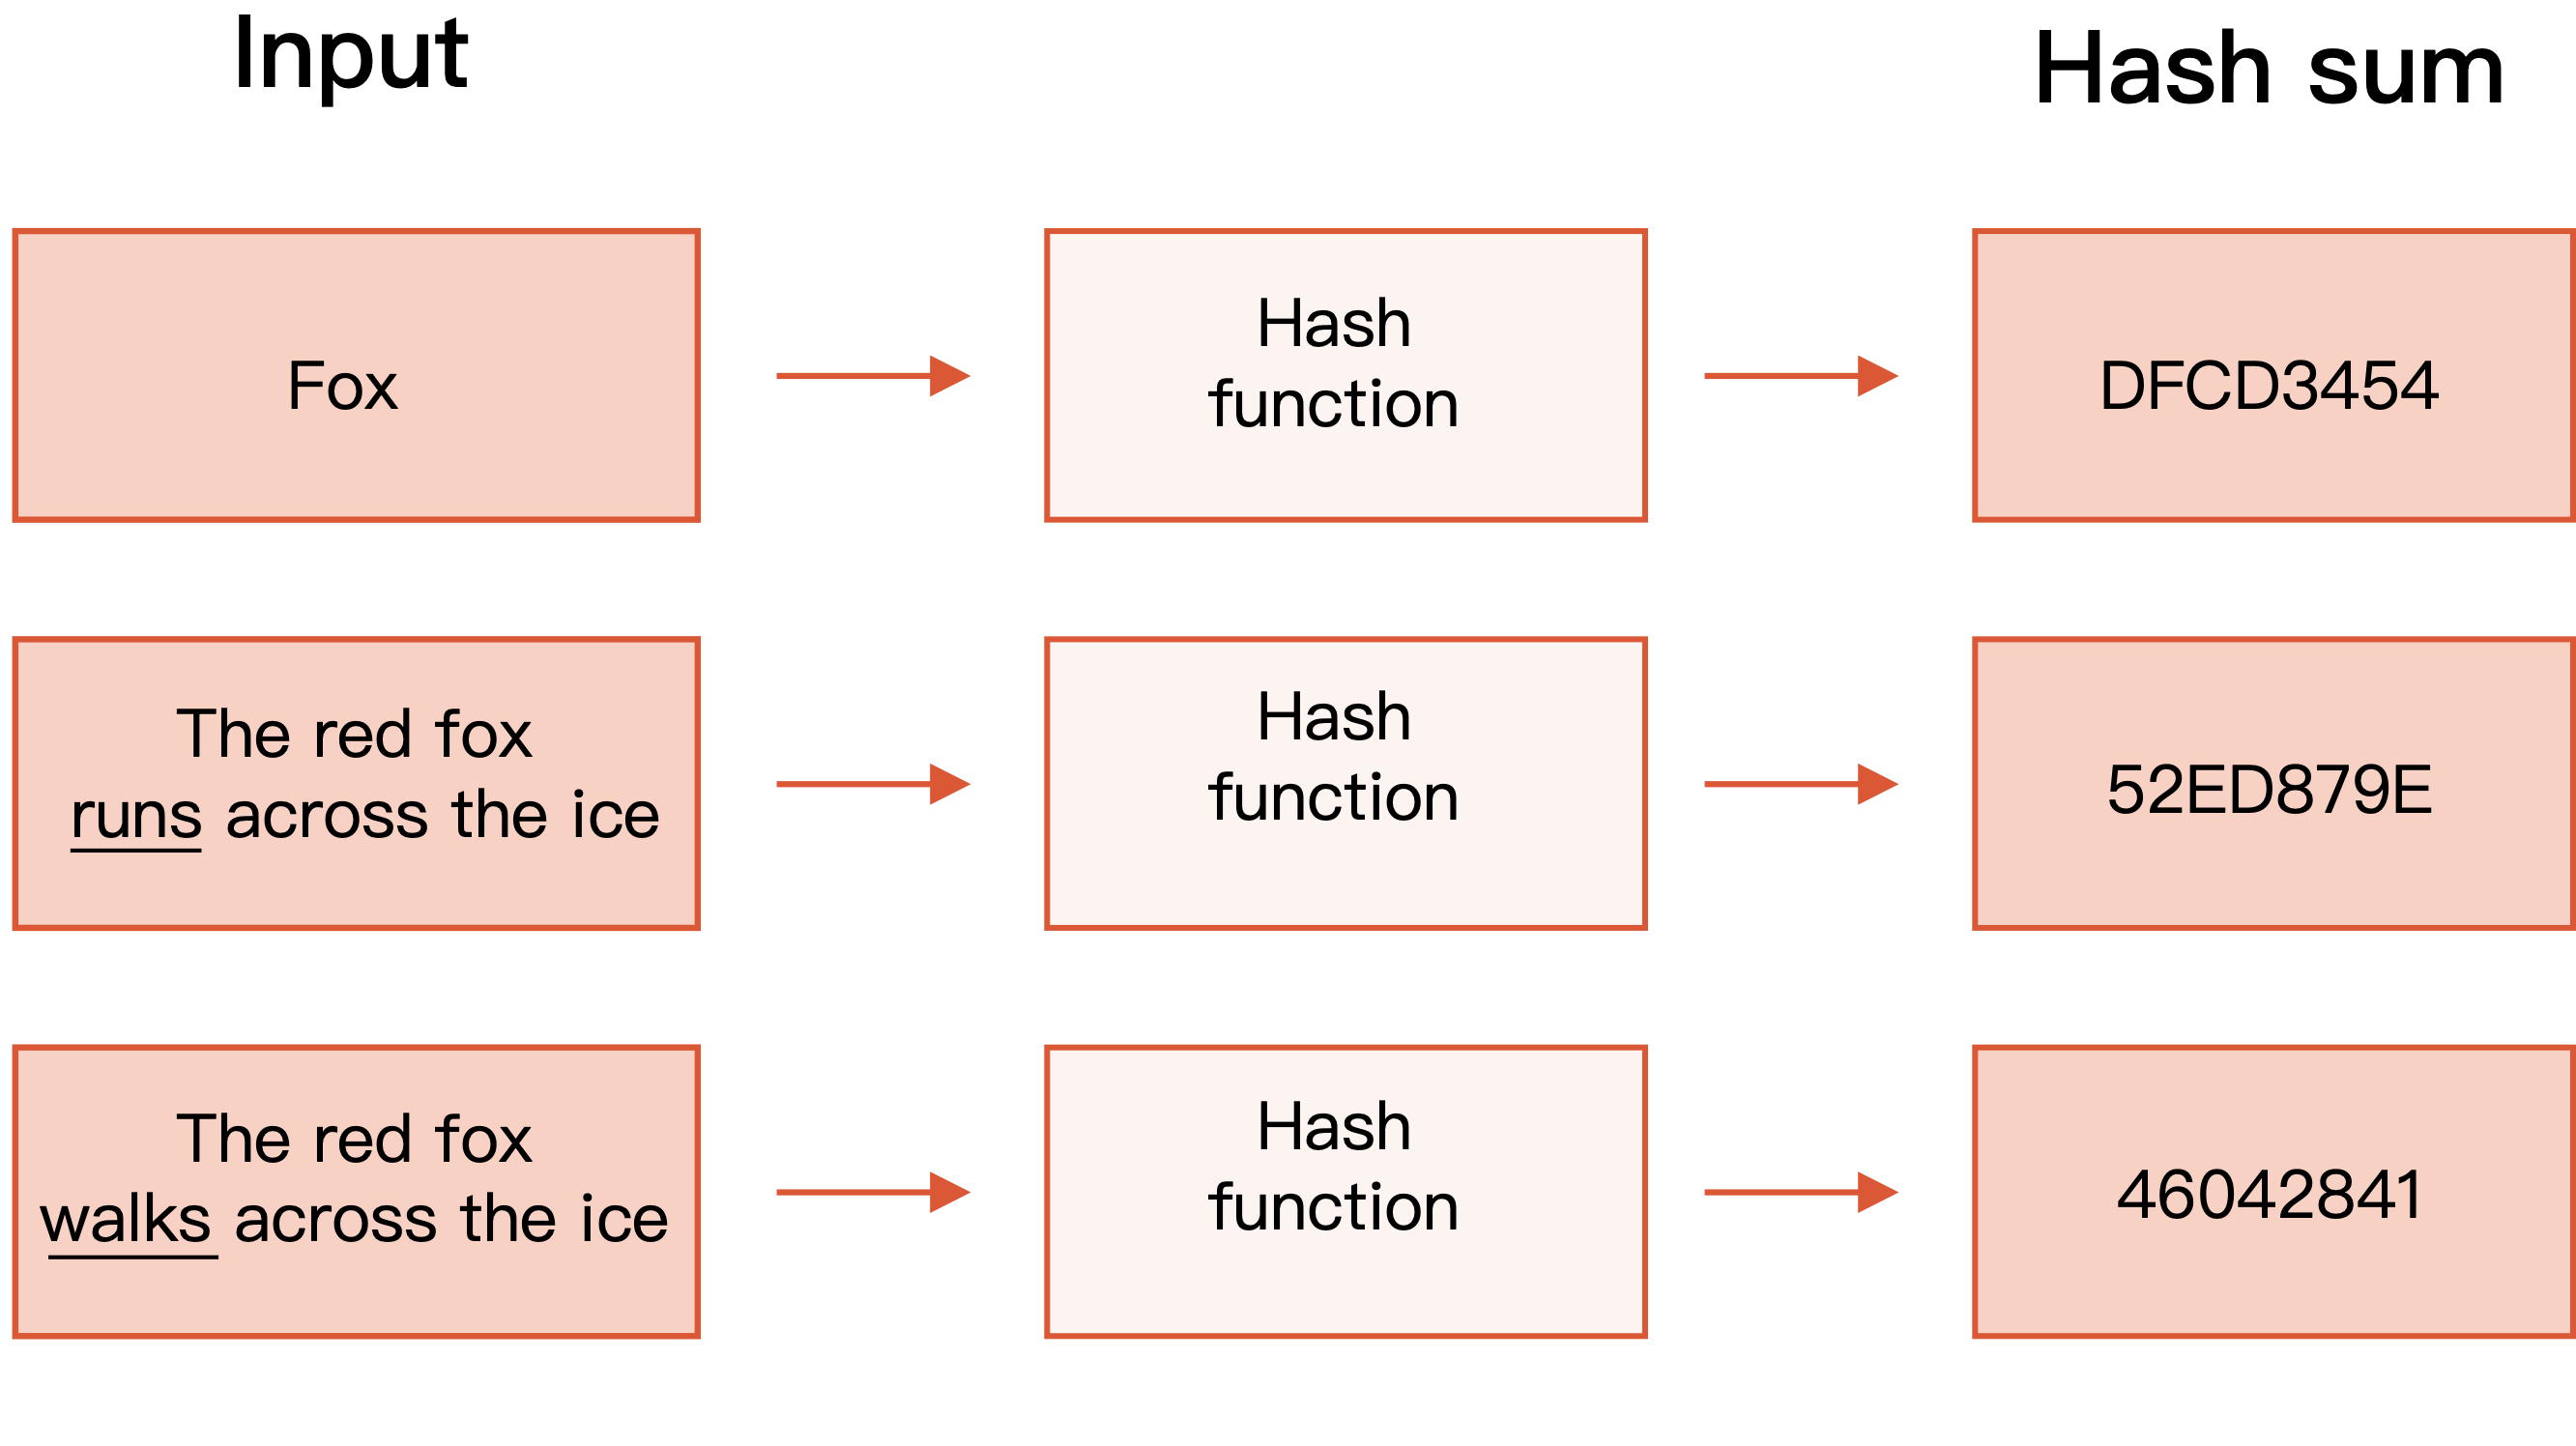 Input
Hash sum
Fox
Hash
function
DFCD3454
The red fox
runs across the ice
Hash
function
52ED879E
The red fox
walks across the ice
Hash
function
46042841